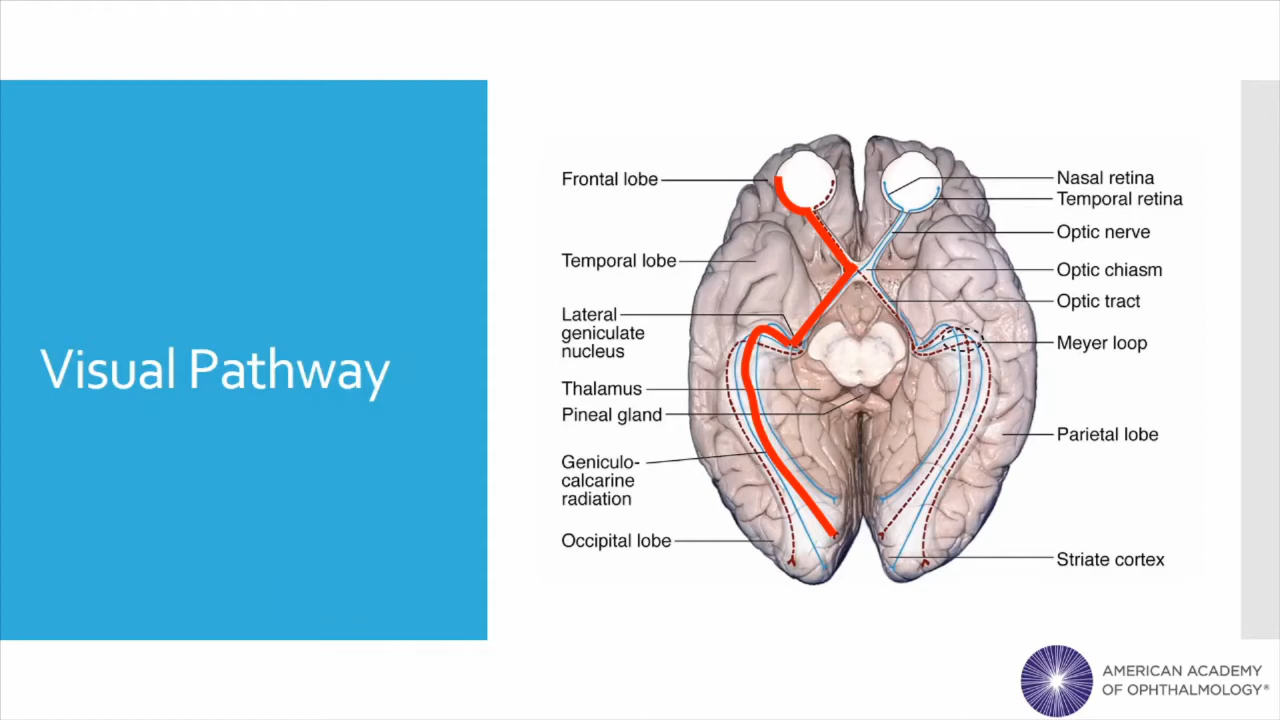 Visual Pathway
Frontal lobe
Temporal lobe
Lateral
geniculate
nucleus
Thalamus
Pineal gland
Geniculo-
calcarine
radiation
Occipital lobe
Nasal retina
Temporal retina
Optic nerve
Optic chiasm
Optic tract
Meyer loop
Parietal lobe
Striate cortex
AMERICAN ACADEMY
OF OPHTHALMOLOGY®